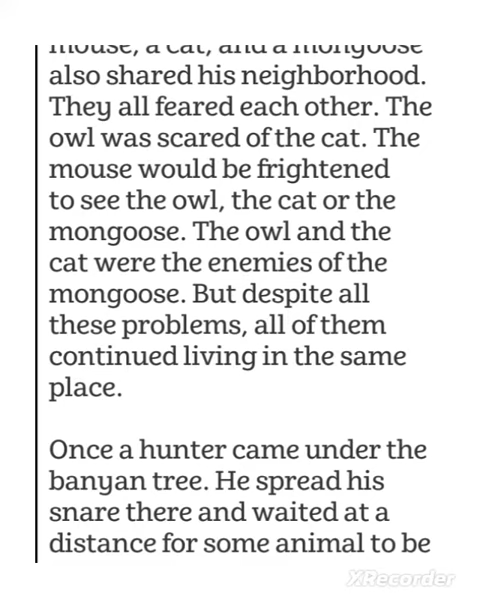 mouse, a cat, and a mongoose
also shared his neighborhood.
They all feared each other. The
owl was scared of the cat. The
mouse would be frightened
to see the owl, the cat or the
mongoose. The owl and the
cat were the enemies of the
mongoose. But despite all
these problems, all of them
continued living in the same
place.
Once a hunter came under the
banyan tree. He spread his
snare there and waited at a
distance for some animal to be
XRecorder